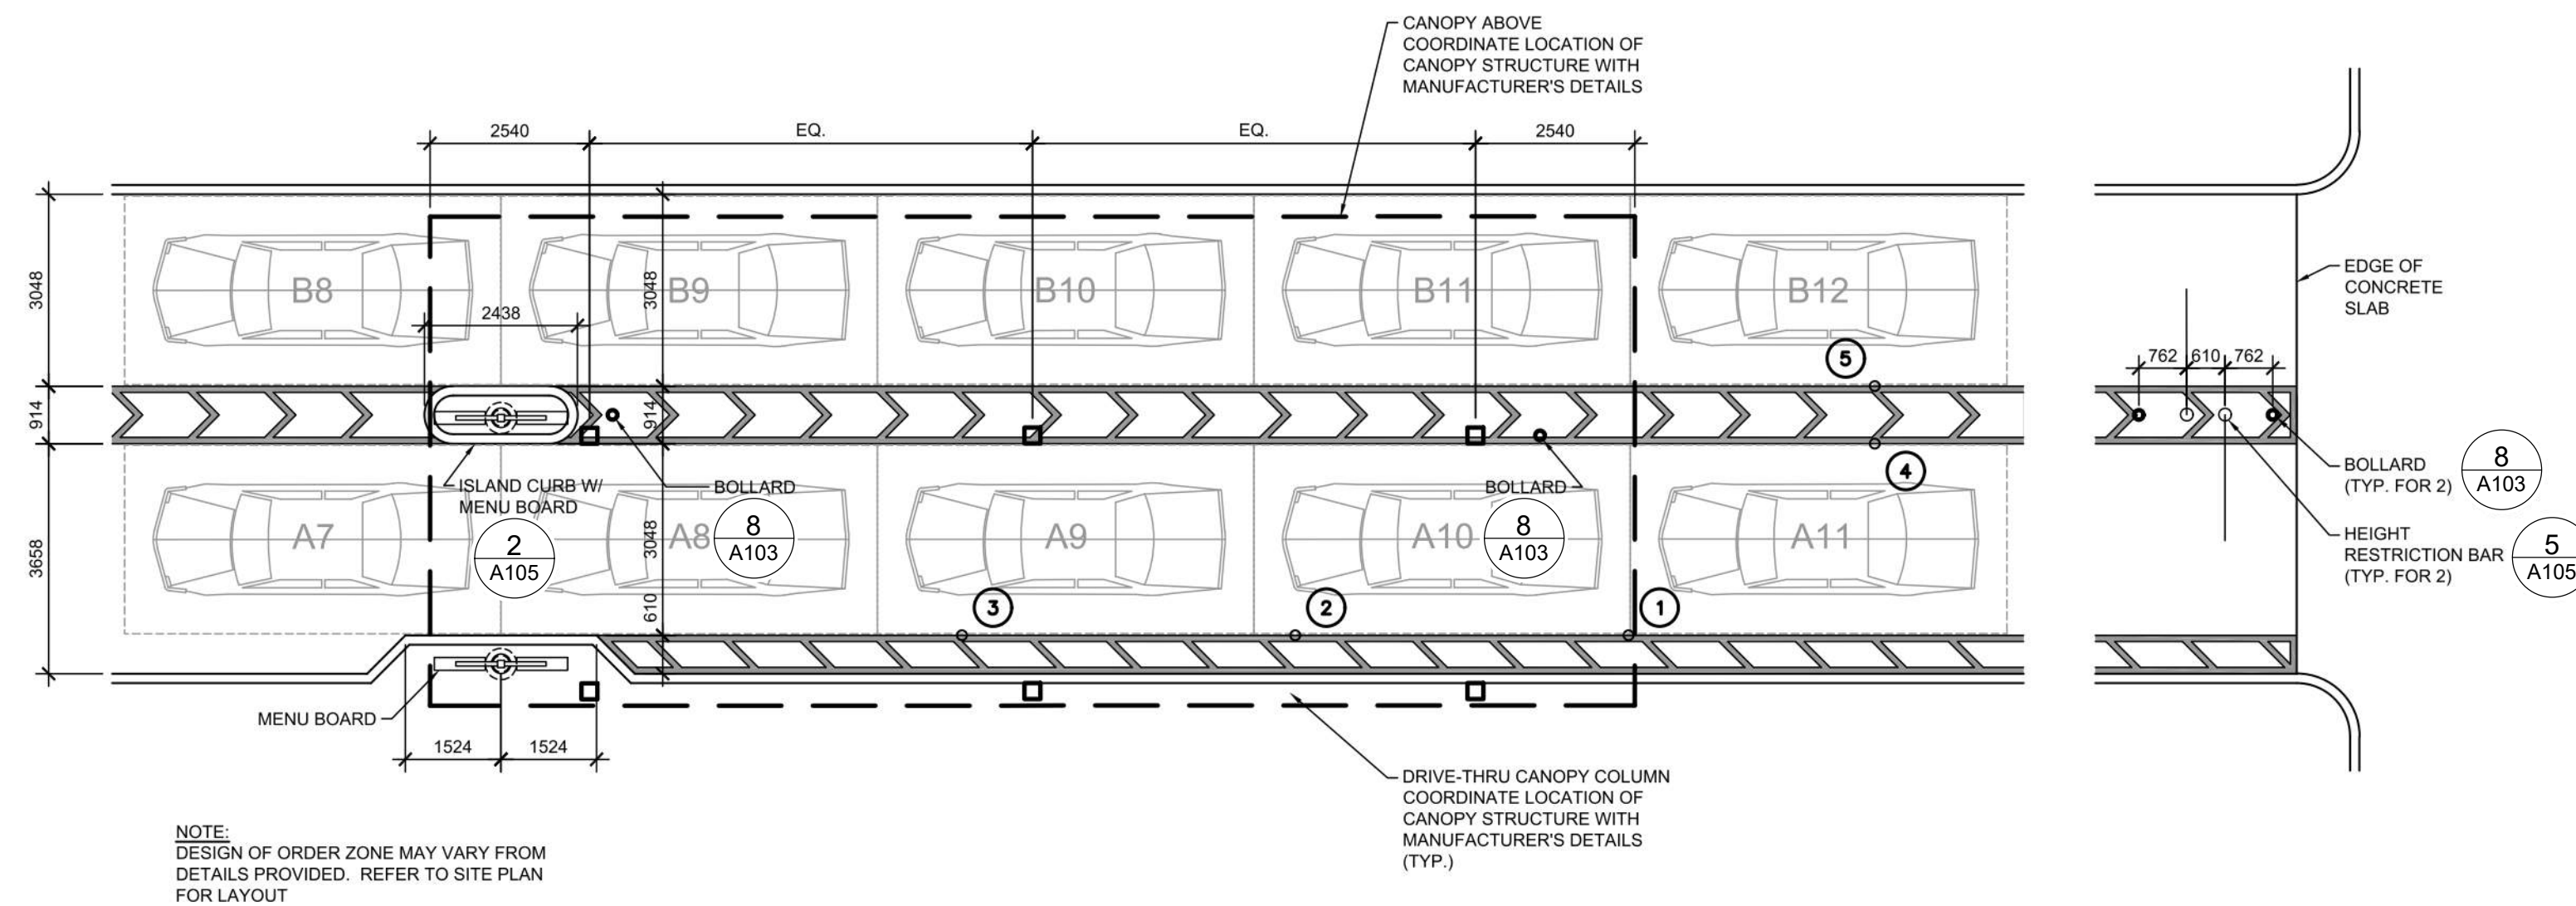 CANOPY ABOVE
COORDINATE LOCATION OF
CANOPY STRUCTURE WITH
MANUFACTURER'S DETAILS
2540
EQ.
EQ.
2540
3048
914
3658
3048
914
3048
610
B8
B9
B10
B11
B12
2438
5
762
610
762
EDGE OF
CONCRETE
SLAB
4
BOLLARD
(TYP. FOR 2)
8
A103
HEIGHT
RESTRICTION BAR
(TYP. FOR 2)
5
A105
ISLAND CURB W/
MENU BOARD
2
A105
BOLLARD
8
A103
BOLLARD
8
A103
A7
A8
A9
A10
A11
3
2
1
MENU BOARD
1524
1524
DRIVE-THRU CANOPY COLUMN
COORDINATE LOCATION OF
CANOPY STRUCTURE WITH
MANUFACTURER'S DETAILS
(TYP.)
NOTE:
DESIGN OF ORDER ZONE MAY VARY FROM
DETAILS PROVIDED. REFER TO SITE PLAN
FOR LAYOUT